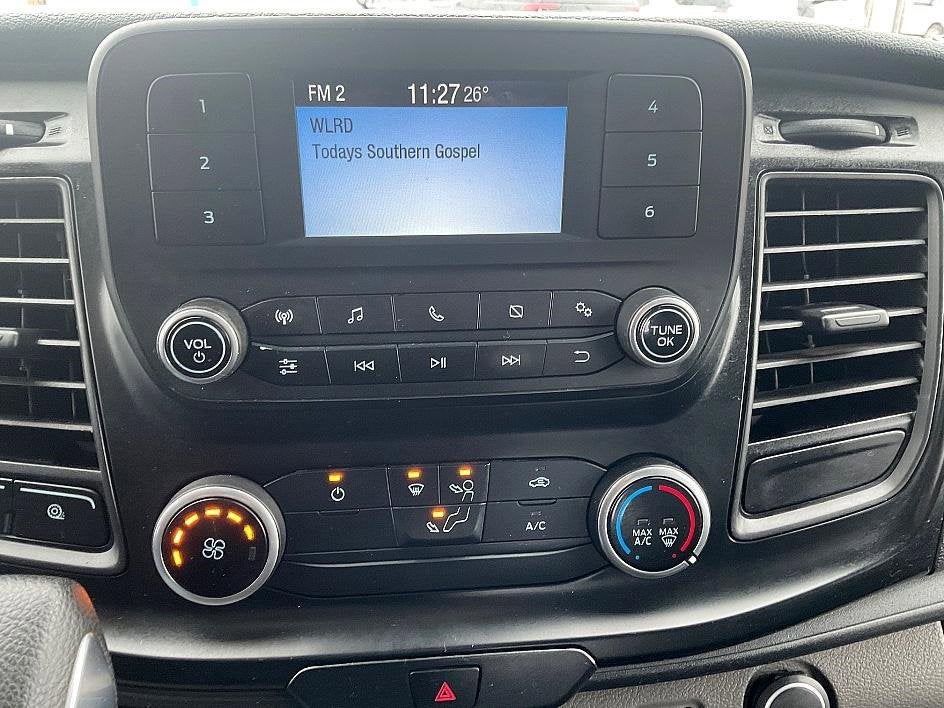 FM 2 11:27 26°
WLRD
Todays Southern Gospel
1
2
3
4
5
6
VOL
TUNE
OK
A/C
MAX
A/C
MAX